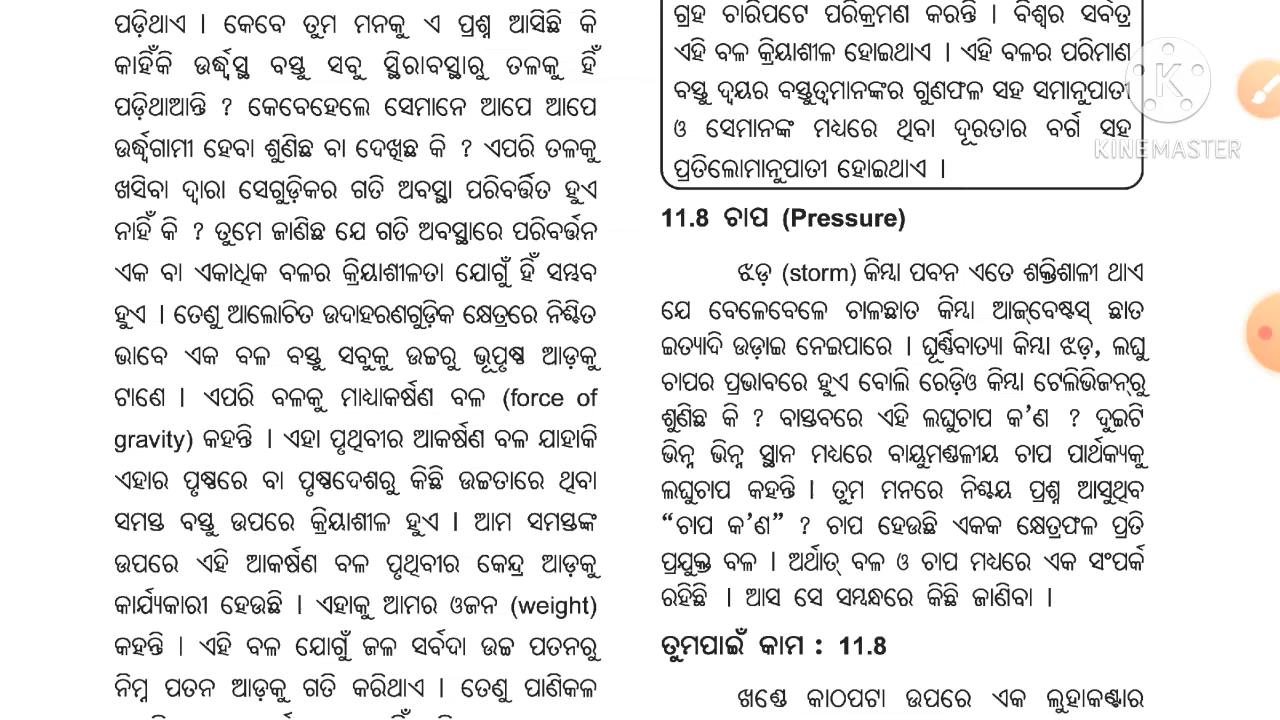 ପଡ଼ିଥାଏ । କେବେ ତୁମ ମନକୁ ଏ ପ୍ରଶ୍ନ ଆସିଛି କି
କାହିଁକି ଉର୍ଦ୍ଧ୍ୱସ୍ଥ ବସ୍ତୁ ସବୁ ସ୍ଥିରାବସ୍ଥାରୁ ତଳକୁ ହିଁ
ପଡ଼ିଥାଆନ୍ତି ? କେବେହେଲେ ସେମାନେ ଆପେ ଆପେ
ଉର୍ଦ୍ଧ୍ୱଗାମୀ ହେବା ଶୁଣିଛ ବା ଦେଖିଛ କି ? ଏପରି ତଳକୁ
ଖସିବା ଦ୍ୱାରା ସେଗୁଡ଼ିକର ଗତି ଅବସ୍ଥା ପରିବର୍ତ୍ତିତ ହୁଏ
ନାହିଁ କି ? ତୁମେ ଜାଣିଛ ଯେ ଗତି ଅବସ୍ଥାରେ ପରିବର୍ତ୍ତନ
ଏକ ବା ଏକାଧିକ ବଳର କ୍ରିୟାଶୀଳତା ଯୋଗୁଁ ହିଁ ସମ୍ଭବ
ହୁଏ । ତେଣୁ ଆଲୋଚିତ ଉଦାହରଣଗୁଡ଼ିକ କ୍ଷେତ୍ରରେ ନିଶ୍ଚିତ
ଭାବେ ଏକ ବଳ ବସ୍ତୁ ସବୁକୁ ଉଚ୍ଚରୁ ଭୂପୃଷ୍ଠ ଆଡ଼କୁ
ଟାଣେ । ଏପରି ବଳକୁ ମାଧ୍ୟାକର୍ଷଣ ବଳ (force of
gravity) କହନ୍ତି । ଏହା ପୃଥିବୀର ଆକର୍ଷଣ ବଳ ଯାହାକି
ଏହାର ପୃଷ୍ଠରେ ବା ପୃଷ୍ଠଦେଶରୁ କିଛି ଉଚ୍ଚତାରେ ଥିବା
ସମସ୍ତ ବସ୍ତୁ ଉପରେ କ୍ରିୟାଶୀଳ ହୁଏ । ଆମ ସମସ୍ତଙ୍କ
ଉପରେ ଏହି ଆକର୍ଷଣ ବଳ ପୃଥିବୀର କେନ୍ଦ୍ର ଆଡ଼କୁ
କାର୍ଯ୍ୟକାରୀ ହେଉଛି । ଏହାକୁ ଆମର ଓଜନ (weight)
କହନ୍ତି । ଏହି ବଳ ଯୋଗୁଁ ଜଳ ସର୍ବଦା ଉଚ୍ଚ ପତନରୁ
ନିମ୍ନ ପତନ ଆଡ଼କୁ ଗତି କରିଥାଏ । ତେଣୁ ପାଣିକଳ
ଗ୍ରହ ଚାରିପଟେ ପରିକ୍ରମଣ କରନ୍ତି । ବିଶ୍ୱର ସର୍ବତ୍ର
ଏହି ବଳ କ୍ରିୟାଶୀଳ ହୋଇଥାଏ । ଏହି ବଳର ପରିମାଣ
ବସ୍ତୁ ଦ୍ୱୟର ବସ୍ତୁତ୍ୱମାନଙ୍କର ଗୁଣଫଳ ସହ ସମାନୁପାତୀ
ଓ ସେମାନଙ୍କ ମଧ୍ୟରେ ଥିବା ଦୂରତାର ବର୍ଗ ସହ
ପ୍ରତିଲୋମାନୁପାତୀ ହୋଇଥାଏ ।
KINEMASTER
11.8 ଚାପ (Pressure)
ଝଡ଼ (storm) କିମ୍ବା ପବନ ଏତେ ଶକ୍ତିଶାଳୀ ଥାଏ
ଯେ ବେଳେବେଳେ ଚାଳଛାତ କିମ୍ବା ଆଜ୍‌ବେଷ୍ଟସ୍ ଛାତ
ଇତ୍ୟାଦି ଉଡ଼ାଇ ନେଇପାରେ । ଘୂର୍ଣ୍ଣିବାତ୍ୟା କିମ୍ବା ଝଡ଼, ଲଘୁ
ଚାପର ପ୍ରଭାବରେ ହୁଏ ବୋଲି ରେଡ଼ିଓ କିମ୍ବା ଟେଲିଭିଜନ୍‌ରୁ
ଶୁଣିଛ କି ? ବାସ୍ତବରେ ଏହି ଲଘୁଚାପ କ’ଣ ? ଦୁଇଟି
ଭିନ୍ନ ଭିନ୍ନ ସ୍ଥାନ ମଧ୍ୟରେ ବାୟୁମଣ୍ଡଳୀୟ ଚାପ ପାର୍ଥକ୍ୟକୁ
ଲଘୁଚାପ କହନ୍ତି । ତୁମ ମନରେ ନିଶ୍ଚୟ ପ୍ରଶ୍ନ ଆସୁଥିବ
“ଚାପ କ’ଣ” ? ଚାପ ହେଉଛି ଏକକ କ୍ଷେତ୍ରଫଳ ପ୍ରତି
ପ୍ରଯୁକ୍ତ ବଳ । ଅର୍ଥାତ୍ ବଳ ଓ ଚାପ ମଧ୍ୟରେ ଏକ ସଂପର୍କ
ରହିଛି । ଆସ ସେ ସମ୍ବନ୍ଧରେ କିଛି ଜାଣିବା ।
ତୁମପାଇଁ କାମ : 11.8
ଖଣ୍ଡେ କାଠପଟା ଉପରେ ଏକ ଲୁହାକଣ୍ଟାର